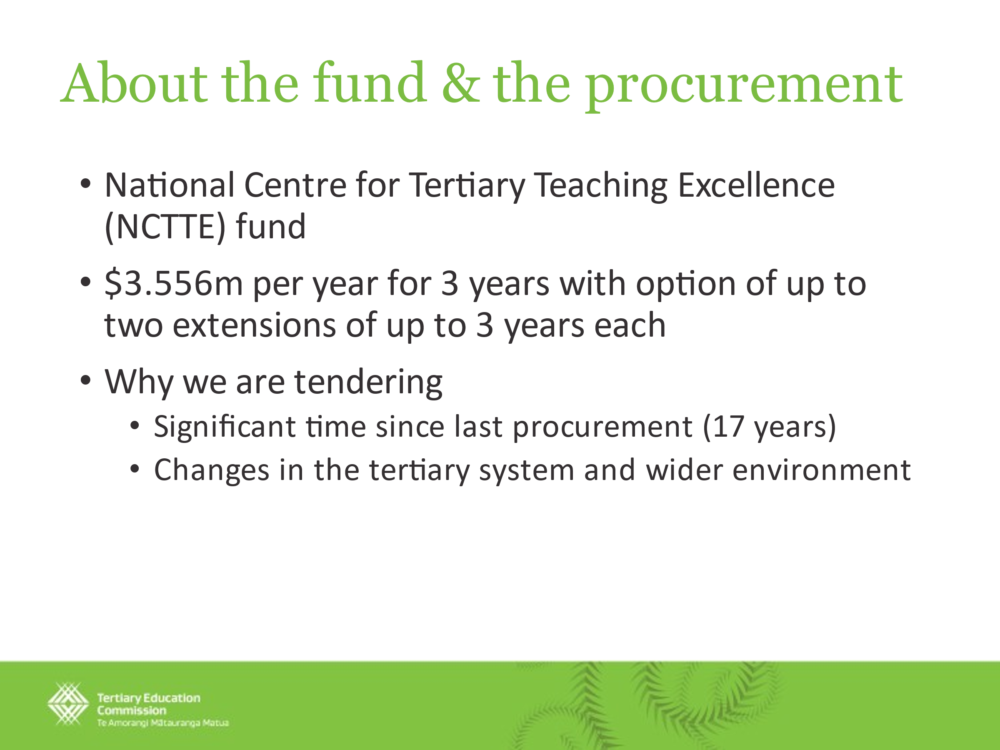 About the fund & the procurement
• National Centre for Tertiary Teaching Excellence
(NCTTE) fund
• $3.556m per year for 3 years with option of up to
two extensions of up to 3 years each
• Why we are tendering
• Significant time since last procurement (17 years)
• Changes in the tertiary system and wider environment
Tertiary Education
Commission
Te Amorangi Mātauranga Matua